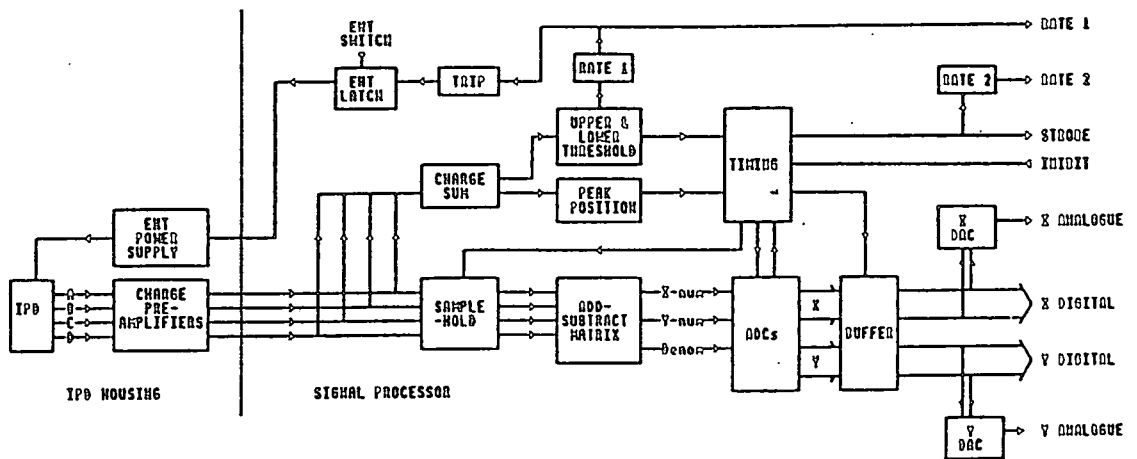 EHT
SWITCH
RATE 1
RATE 1
RATE 2
RATE 2
EHT
LATCH
TRIP
UPPER &
LOWER
THRESHOLD
TIMING
STROBE
INIBIT
CHARGE
SUM
PEAK
POSITION
EHT
POWER
SUPPLY
X
DAC
X ANALOGUE
IPD
A
B
C
D
CHARGE
PRE-
AMPLIFIERS
SAMPLE
-HOLD
ADD-
SUBTRACT
MATRIX
X-NUM
Y-NUM
Denom
ADCs
X
Y
BUFFER
X DIGITAL
Y DIGITAL
IPD HOUSING
SIGNAL PROCESSOR
Y
DAC
Y ANALOGUE